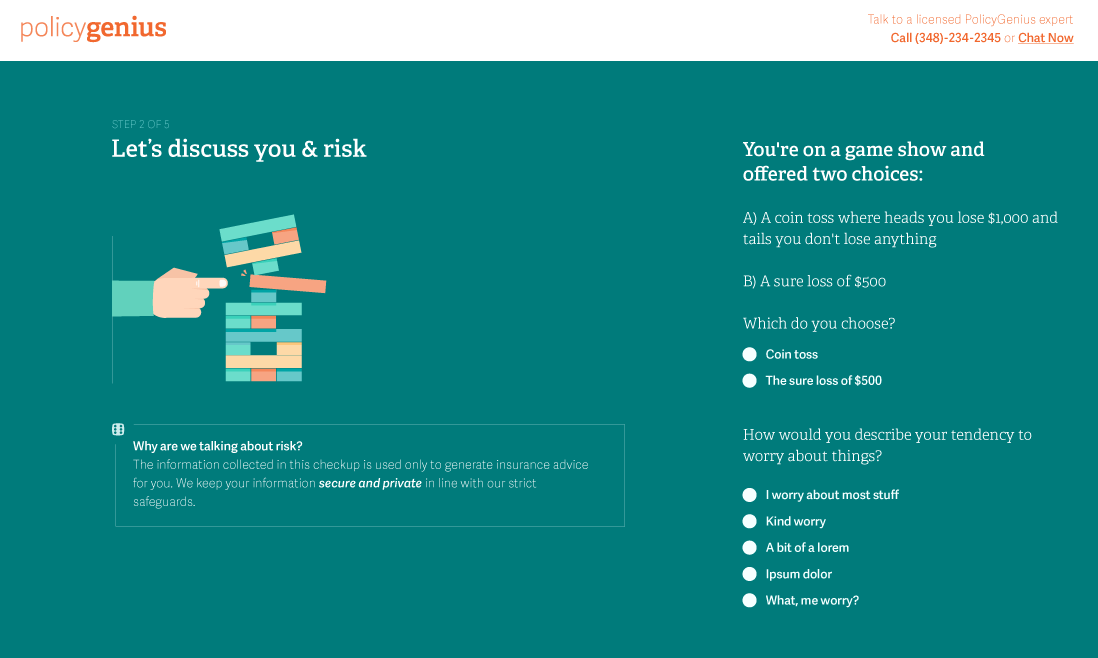 policygenius
Talk to a licensed PolicyGenius expert
Call (348)-234-2345 or Chat Now
STEP 2 OF 5
Let's discuss you & risk
Why are we talking about risk?
The information collected in this checkup is used only to generate insurance advice
for you. We keep your information secure and private in line with our strict
safeguards.
You're on a game show and
offered two choices:
A) A coin toss where heads you lose $1,000 and
tails you don't lose anything
B) A sure loss of $500
Which do you choose?
Coin toss
The sure loss of $500
How would you describe your tendency to
worry about things?
I worry about most stuff
Kind worry
A bit of a lorem
Ipsum dolor
What, me worry?